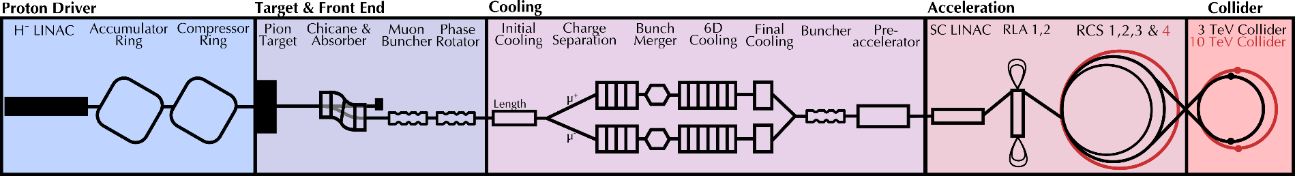 Proton Driver
Target & Front End
Cooling
Acceleration
Collider
H⁻ LINAC
Accumulator
Ring
Compressor
Ring
Pion
Target
Chicane &
Absorber
Muon
Buncher
Phase
Rotator
Initial
Cooling
Charge
Separation
Bunch
Merger
6D
Cooling
Final
Cooling
Buncher
Pre-
accelerator
SC LINAC
RLA 1,2
RCS 1,2,3 & 4
3 TeV Collider
10 TeV Collider
Length
μ⁺
μ⁻